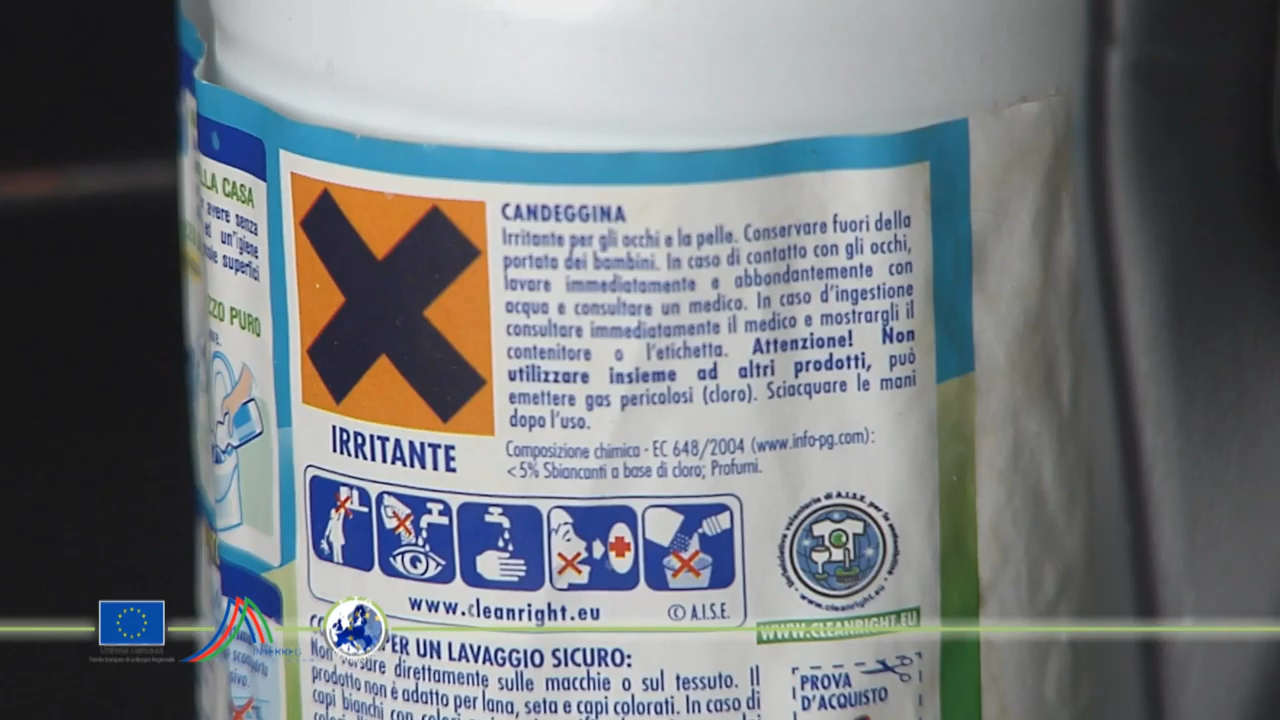 LLA CASA
avere senza
ed un'igiene
superfici
ZZO PURO
CANDEGGINA
Irritante per gli occhi e la pelle. Conservare fuori della
portata dei bambini. In caso di contatto con gli occhi,
lavare immediatamente e abbondantemente con
acqua e consultare un medico. In caso d'ingestione
consultare immediatamente il medico e mostrargli il
contenitore o l'etichetta. Attenzione! Non
utilizzare insieme ad altri prodotti, può
emettere gas pericolosi (cloro). Sciacquare le mani
dopo l'uso.
IRRITANTE
Composizione chimica - EC 648/2004 (www.info-pg.com):
<5% Sbiancanti a base di cloro; Profumi.
www.cleanright.eu
© A.I.S.E.
www.cleanright.eu
WWW.CLEANRIGHT.EU
PER UN LAVAGGIO SICURO:
Non versare direttamente sulle macchie o sul tessuto. Il
prodotto non è adatto per lana, seta e capi colorati. In caso di
capi bianchi con
PROVA
D'ACQUISTO
INTERREG